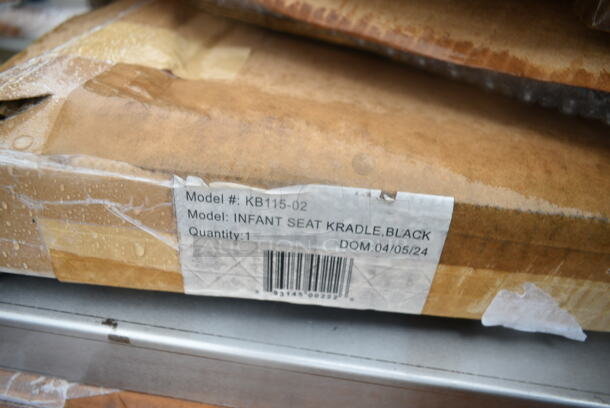 Model #: KB115-02
Model: INFANT SEAT KRADLE,BLACK
Quantity:1
DOM:04/05/24